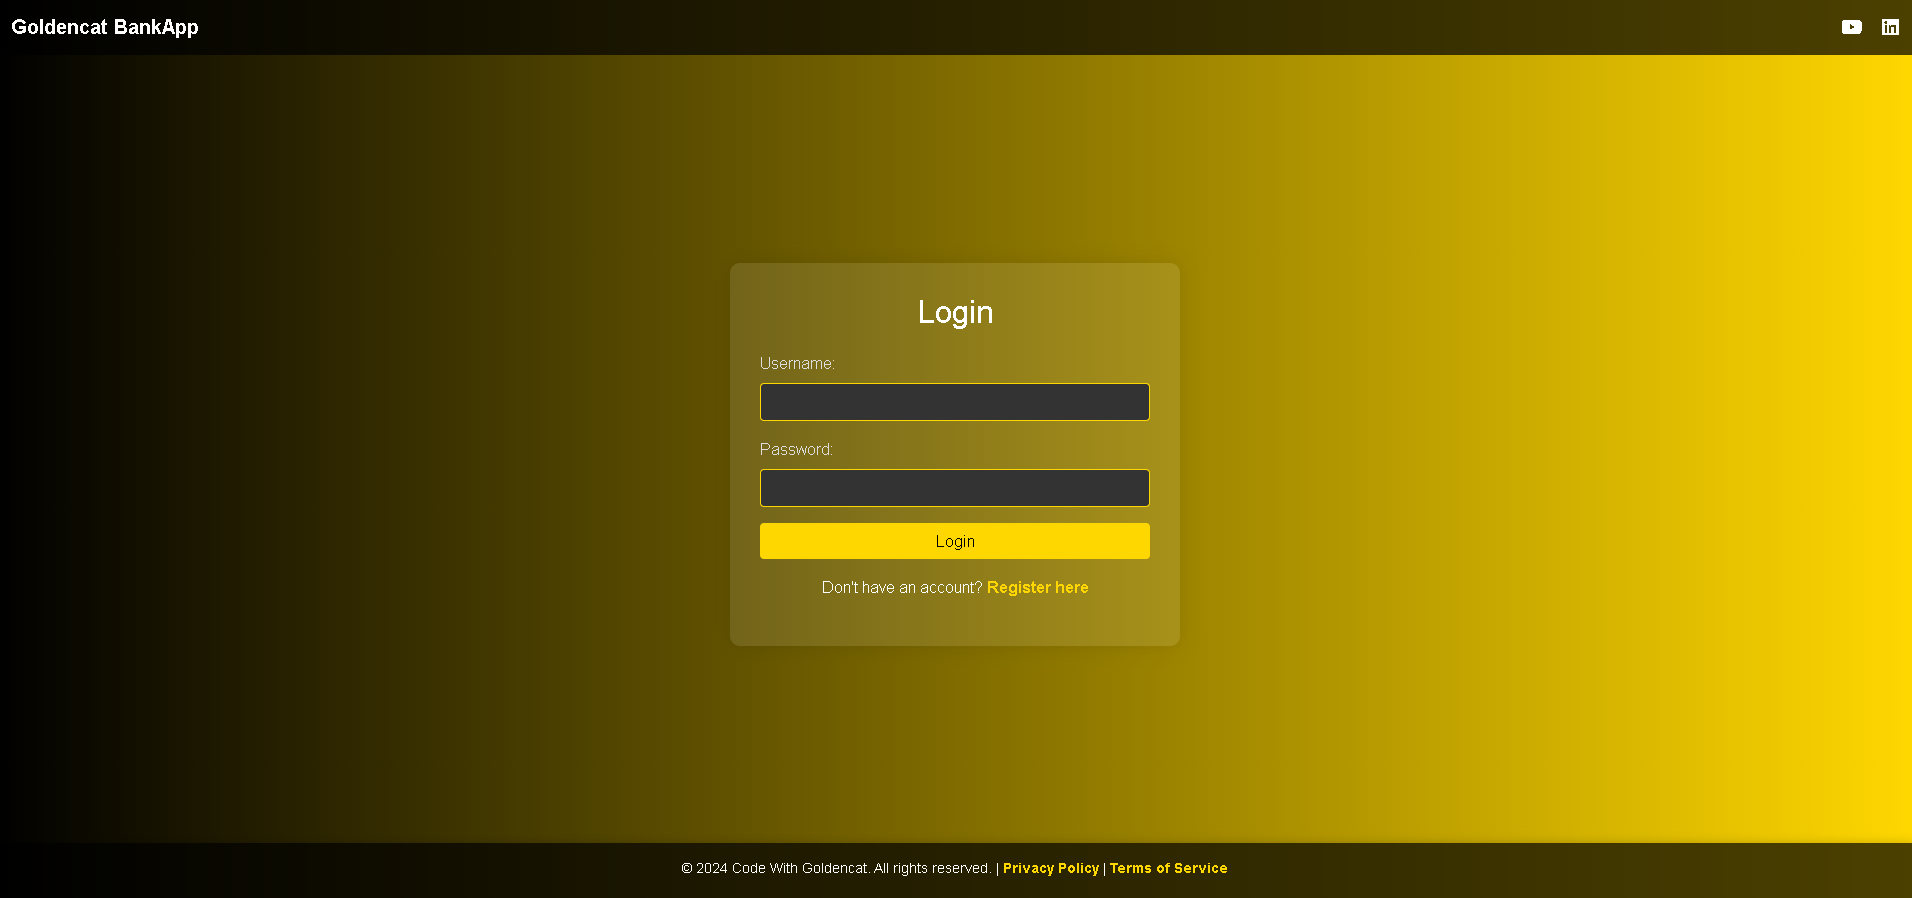 Goldencat BankApp
Login
Username:
Password:
Login
Don't have an account? Register here
© 2024 Code With Goldencat. All rights reserved. | Privacy Policy | Terms of Service